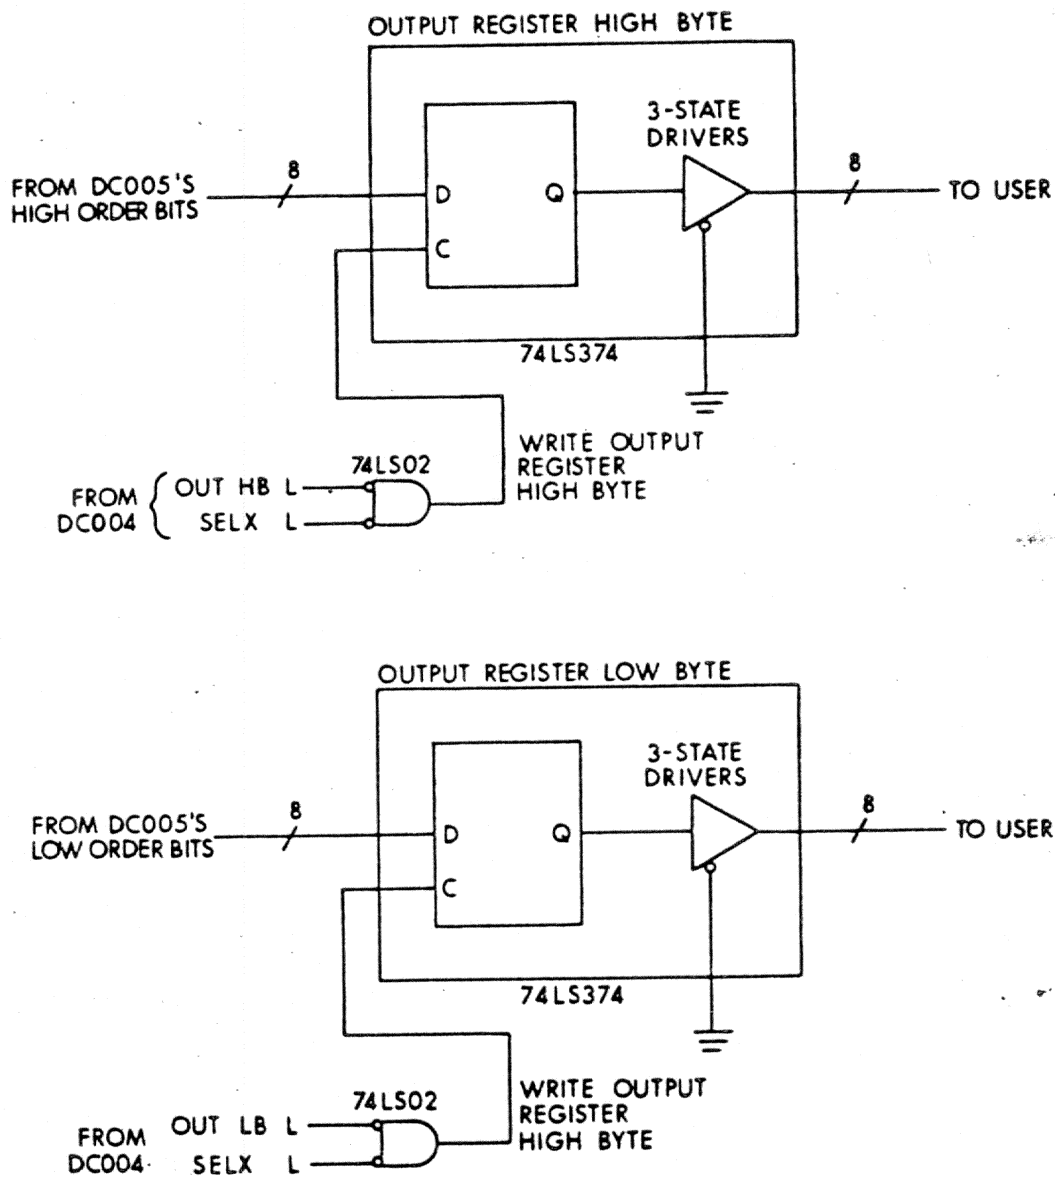 OUTPUT REGISTER HIGH BYTE
3-STATE
DRIVERS
8
8
FROM DC005'S
HIGH ORDER BITS
D
Q
TO USER
C
74LS374
WRITE OUTPUT
REGISTER
HIGH BYTE
74LS02
FROM
DC004
OUT HB L
SELX L
OUTPUT REGISTER LOW BYTE
3-STATE
DRIVERS
8
8
FROM DC005'S
LOW ORDER BITS
D
Q
TO USER
C
74LS374
WRITE OUTPUT
REGISTER
HIGH BYTE
74LS02
FROM
DC004
OUT LB L
SELX L